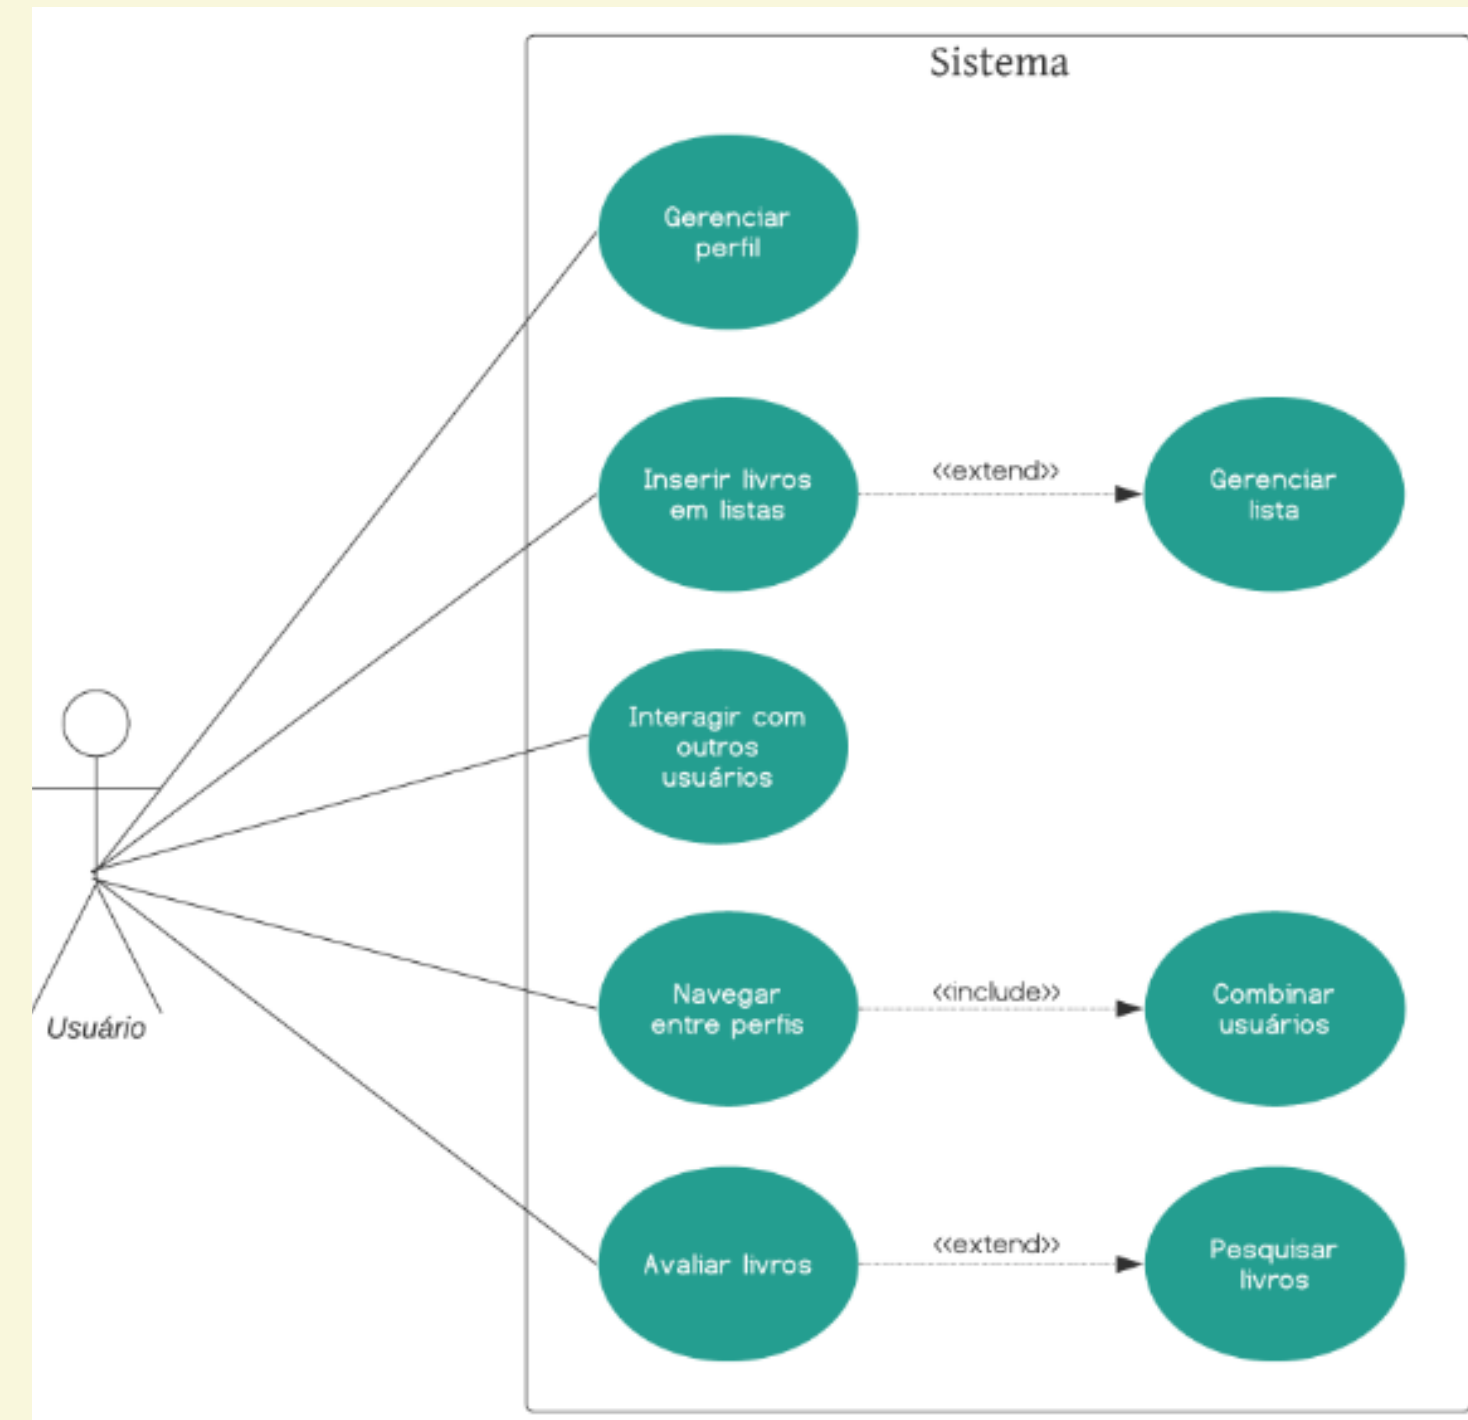 Sistema
Gerenciar
perfil
Inserir livros
em listas
<<extend>>
Gerenciar
lista
Interagir com
outros
usuários
Navegar
entre perfis
<<include>>
Combinar
usuários
Usuário
Avaliar livros
<<extend>>
Pesquisar
livros